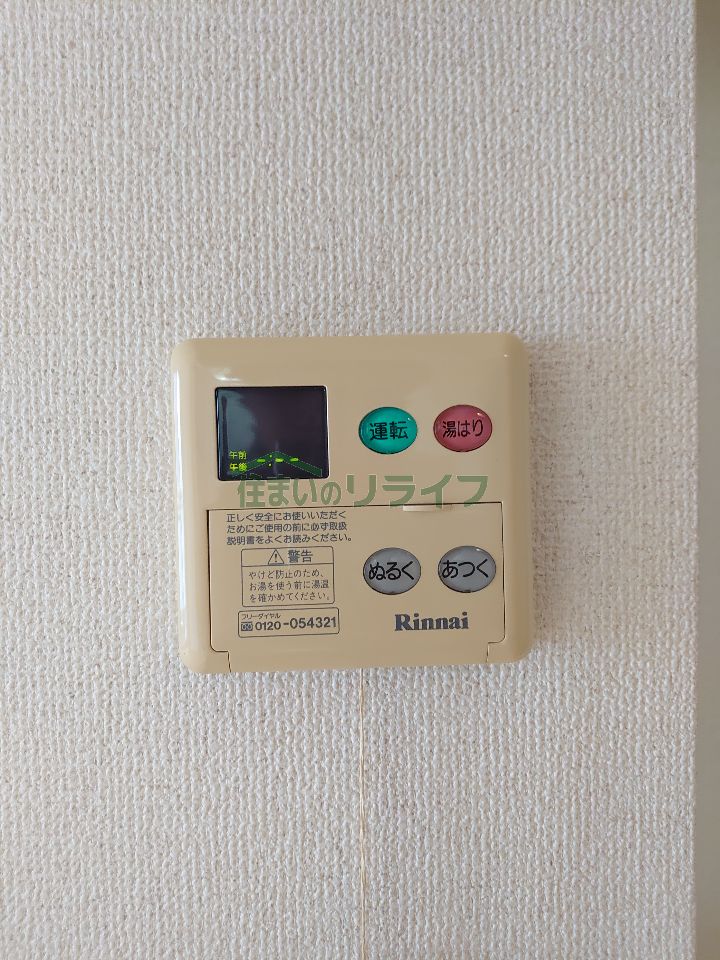 午前
午後 -:--
運転
湯はり
住まいのリライフ
正しく安全にお使いいただく
ためにご使用の前に必ず取扱
説明書をよくお読みください。
⚠警告
やけど防止のため、
お湯を使う前に湯温
を確かめてください。
フリーダイヤル
0120-054321
ぬるく
あつく
Rinnai